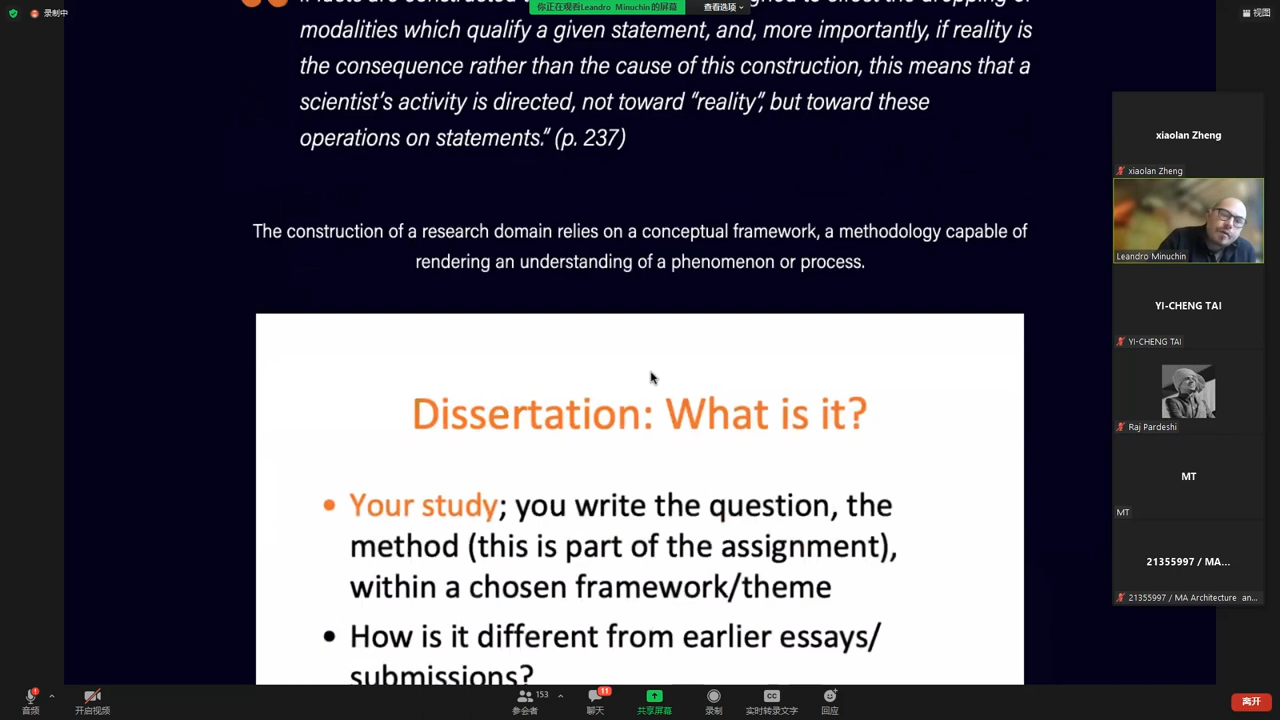 录制中
你正在观看Leandro Minuchin的屏幕
查看选项
视图
modalities which qualify a given statement, and, more importantly, if reality is
the consequence rather than the cause of this construction, this means that a
scientist's activity is directed, not toward “reality”, but toward these
operations on statements.” (p. 237)
The construction of a research domain relies on a conceptual framework, a methodology capable of
rendering an understanding of a phenomenon or process.
Dissertation: What is it?
• Your study; you write the question, the
method (this is part of the assignment),
within a chosen framework/theme
• How is it different from earlier essays/
submissions?
xiaolan Zheng
xiaolan Zheng
Leandro Minuchin
YI-CHENG TAI
YI-CHENG TAI
Raj Pardeshi
MT
MT
21355997 / MA...
21355997 / MA Architecture an...
音频
开启视频
153
参会者
11
聊天
共享屏幕
录制
CC
实时转录文字
回应
离开